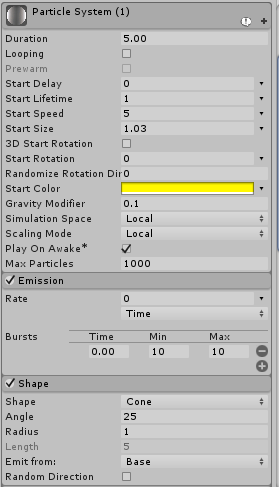 Particle System (1)
Duration 5.00
Looping
Prewarm
Start Delay 0
Start Lifetime 1
Start Speed 5
Start Size 1.03
3D Start Rotation
Start Rotation 0
Randomize Rotation Dir 0
Start Color
Gravity Modifier 0.1
Simulation Space Local
Scaling Mode Local
Play On Awake*
Max Particles 1000
Emission
Rate 0
Time
Bursts Time Min Max
0.00 10 10
Shape
Shape Cone
Angle 25
Radius 1
Length 5
Emit from: Base
Random Direction